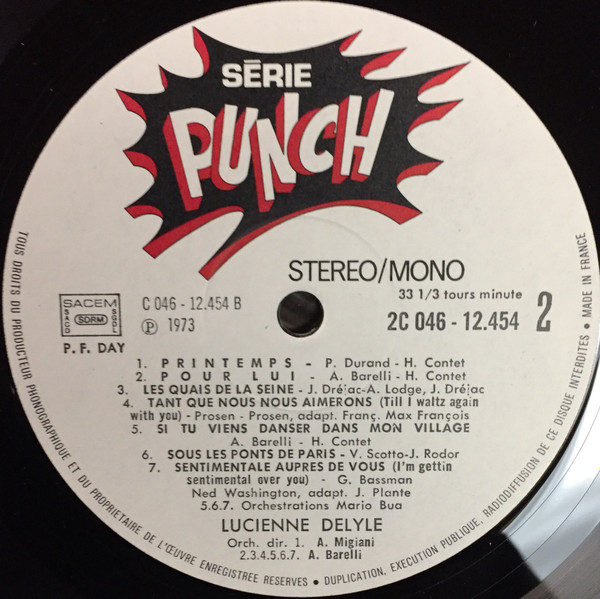 SÉRIE
PUNCH
STEREO/MONO
33 1/3 tours minute
SACEM
SACD
SDRM
SGDL
C 046 - 12.454 B
℗ 1973
2C 046 - 12.454
2
P. F. DAY
1. PRINTEMPS - P. Durand - H. Contet
2. POUR LUI - A. Barelli - H. Contet
3. LES QUAIS DE LA SEINE - J. Dréjac-A. Lodge, J. Dréjac
4. TANT QUE NOUS NOUS AIMERONS (Till I waltz again
with you) - Prosen - Prosen, adapt. Franç. Max François
5. SI TU VIENS DANSER DANS MON VILLAGE
A. Barelli - H. Contet
6. SOUS LES PONTS DE PARIS - V. Scotto-J. Rodor
7. SENTIMENTALE AUPRES DE VOUS (I'm gettin
sentimental over you) - G. Bassman
Ned Washington, adapt. J. Plante
5.6.7. Orchestrations Mario Bua
LUCIENNE DELYLE
Orch. dir. 1. A. Migiani
2.3.4.5.6.7. A. Barelli
TOUS DROITS DU PRODUCTEUR PHONOGRAPHIQUE ET DU PROPRIETAIRE DE L'ŒUVRE ENREGISTREE RESERVES • DUPLICATION, EXECUTION PUBLIQUE, RADIODIFFUSION DE CE DISQUE INTERDITES • MADE IN FRANCE